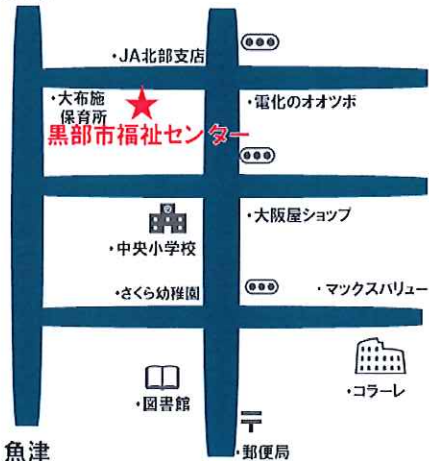 ・JA北部支店
・大布施
保育所
・電化のオオツボ
黒部市福祉センター
・大阪屋ショップ
・中央小学校
・さくら幼稚園
・マックスバリュー
・図書館
・コラーレ
〒
・郵便局
魚津